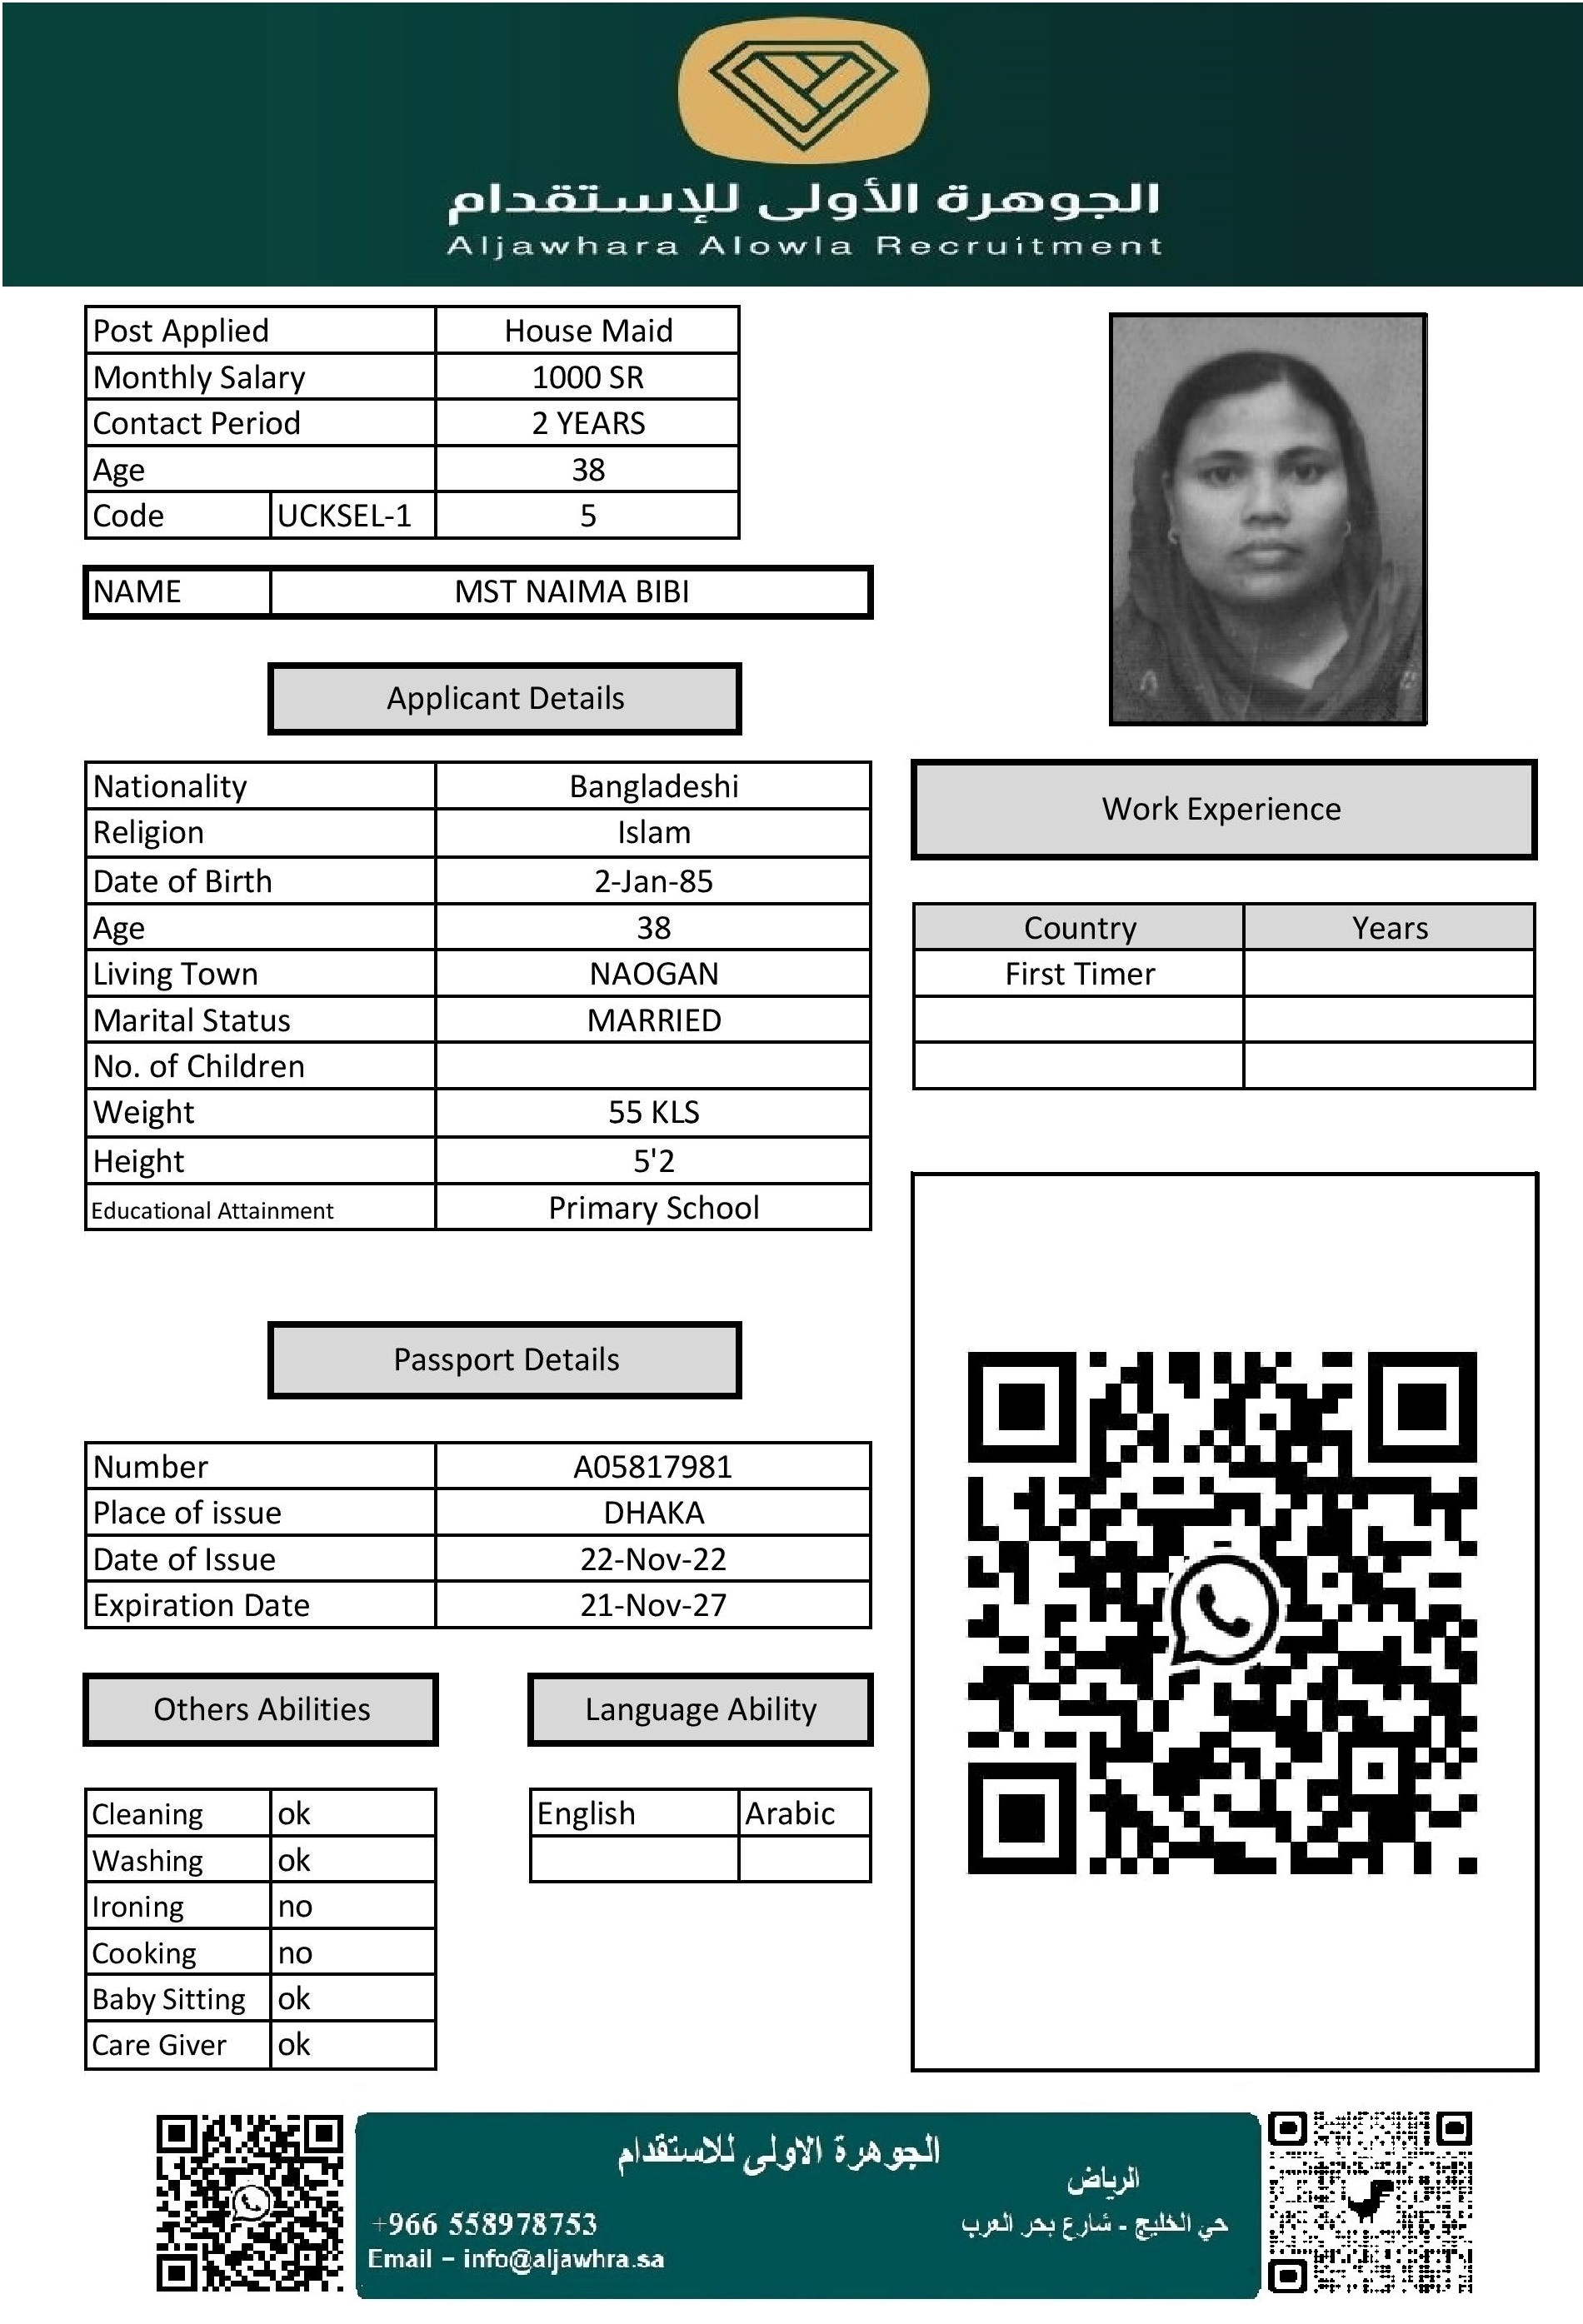 الجوهرة الأولى للإستقدام
Aljawhara Alowla Recruitment
Post Applied House Maid
Monthly Salary 1000 SR
Contact Period 2 YEARS
Age 38
Code UCKSEL-1 5
NAME MST NAIMA BIBI
Applicant Details
Nationality Bangladeshi
Religion Islam
Date of Birth 2-Jan-85
Age 38
Living Town NAOGAN
Marital Status MARRIED
No. of Children
Weight 55 KLS
Height 5'2
Educational Attainment Primary School
Work Experience
Country Years
First Timer
Passport Details
Number A05817981
Place of issue DHAKA
Date of Issue 22-Nov-22
Expiration Date 21-Nov-27
Others Abilities
Cleaning ok
Washing ok
Ironing no
Cooking no
Baby Sitting ok
Care Giver ok
Language Ability
English Arabic
الجوهرة الاولى للاستقدام
الرياض
حي الخليج - شارع بحر العرب
+966 558978753
Email – info@aljawhra.sa